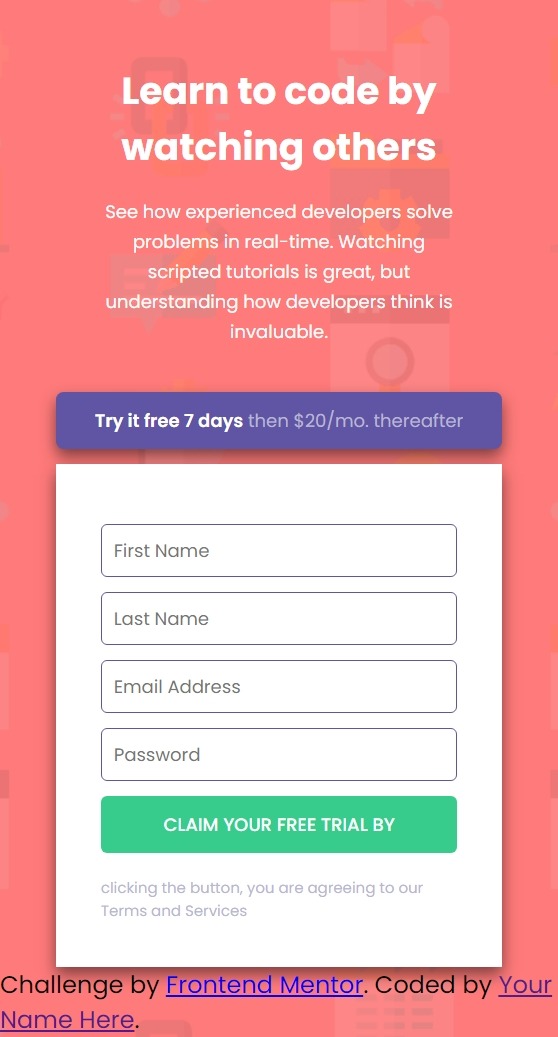 Learn to code by
watching others
See how experienced developers solve
problems in real-time. Watching
scripted tutorials is great, but
understanding how developers think is
invaluable.
Try it free 7 days then $20/mo. thereafter
First Name
Last Name
Email Address
Password
CLAIM YOUR FREE TRIAL BY
clicking the button, you are agreeing to our
Terms and Services
Challenge by Frontend Mentor. Coded by Your
Name Here.